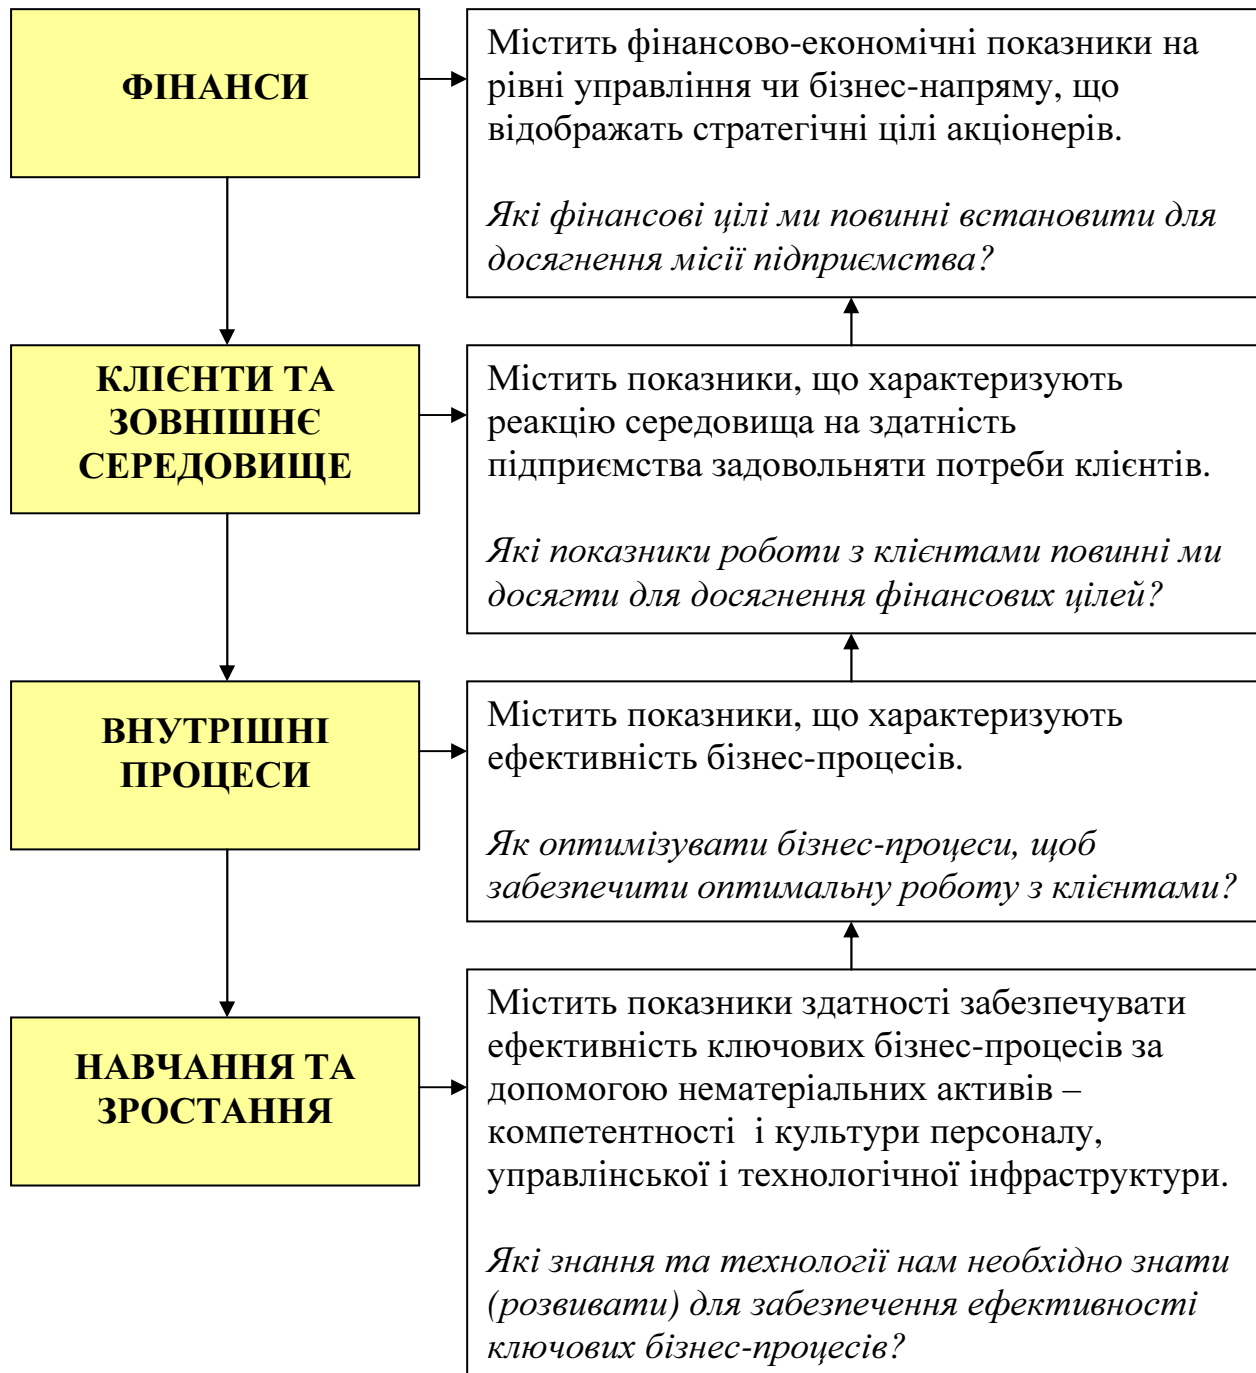 ФІНАНСИ
Містить фінансово-економічні показники на
рівні управління чи бізнес-напряму, що
відображать стратегічні цілі акціонерів.
Які фінансові цілі ми повинні встановити для
досягнення місії підприємства?
КЛІЄНТИ ТА
ЗОВНІШНЄ
СЕРЕДОВИЩЕ
Містить показники, що характеризують
реакцію середовища на здатність
підприємства задовольняти потреби клієнтів.
Які показники роботи з клієнтами повинні ми
досягти для досягнення фінансових цілей?
ВНУТРІШНІ
ПРОЦЕСИ
Містить показники, що характеризують
ефективність бізнес-процесів.
Як оптимізувати бізнес-процеси, щоб
забезпечити оптимальну роботу з клієнтами?
НАВЧАННЯ ТА
ЗРОСТАННЯ
Містить показники здатності забезпечувати
ефективність ключових бізнес-процесів за
допомогою нематеріальних активів –
компетентності  і культури персоналу,
управлінської і технологічної інфраструктури.
Які знання та технології нам необхідно знати
(розвивати) для забезпечення ефективності
ключових бізнес-процесів?